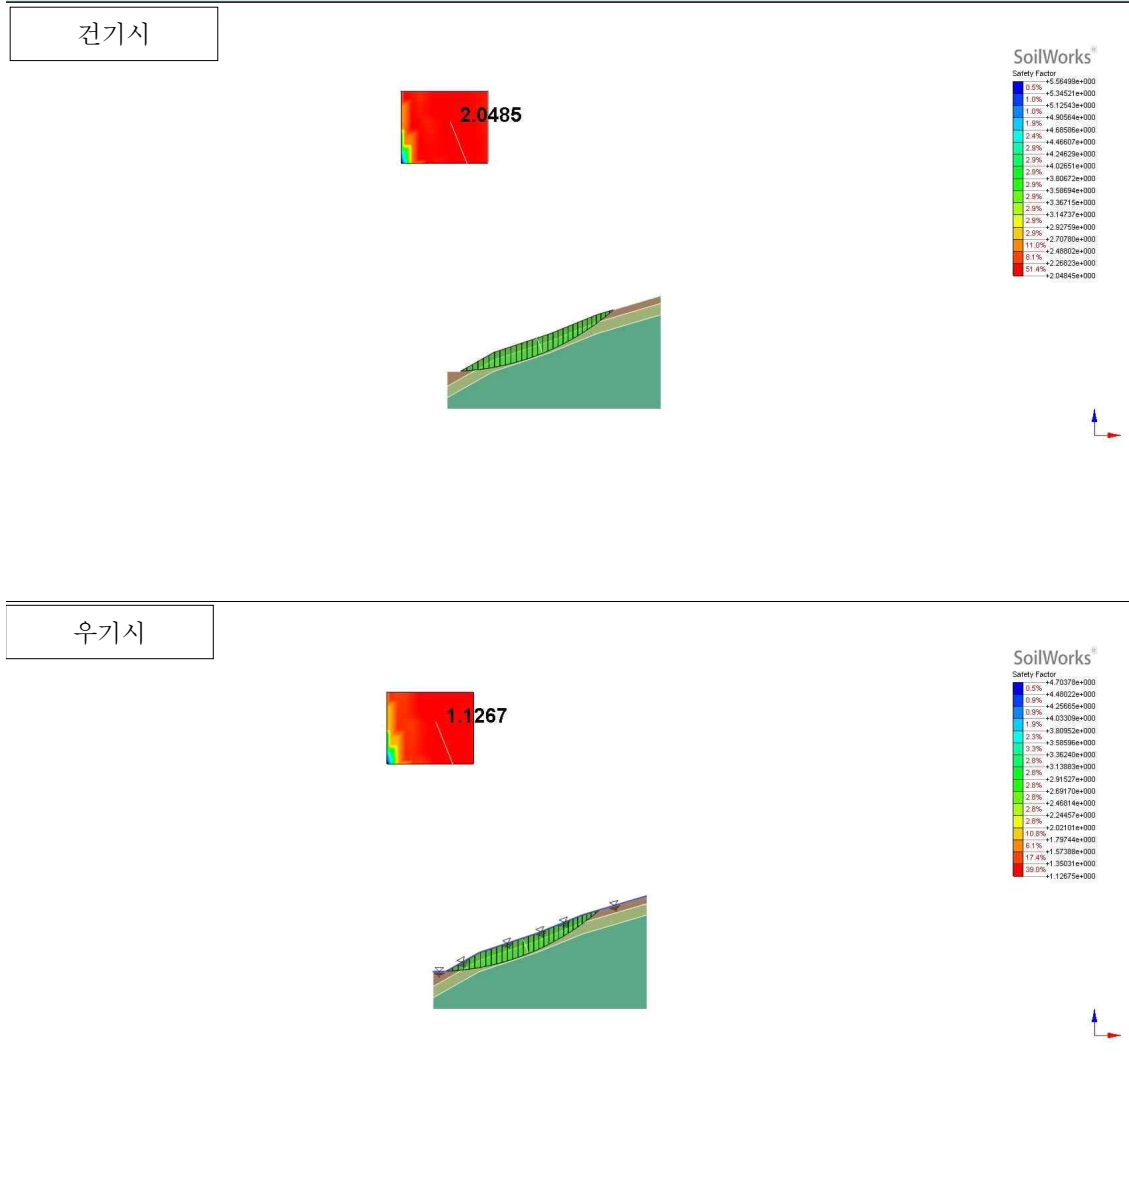 건기시
SoilWorks®
Safety Factor
+5.56499e+000
0.5%
+5.34521e+000
1.0%
+5.12543e+000
1.0%
+4.90564e+000
1.9%
+4.68586e+000
2.4%
+4.46607e+000
2.9%
+4.24629e+000
2.9%
+4.02651e+000
2.9%
+3.80672e+000
2.9%
+3.58694e+000
2.9%
+3.36715e+000
2.9%
+3.14737e+000
2.9%
+2.92759e+000
2.9%
+2.70780e+000
11.0%
+2.48802e+000
8.1%
+2.26823e+000
51.4%
+2.04845e+000
2.0485
우기시
SoilWorks®
Safety Factor
+4.70378e+000
0.5%
+4.48022e+000
0.9%
+4.25665e+000
0.9%
+4.03309e+000
1.9%
+3.80952e+000
2.3%
+3.58596e+000
3.3%
+3.36240e+000
2.8%
+3.13883e+000
2.8%
+2.91527e+000
2.8%
+2.69170e+000
2.8%
+2.46814e+000
2.8%
+2.24457e+000
2.8%
+2.02101e+000
10.8%
+1.79744e+000
6.1%
+1.57388e+000
17.4%
+1.35031e+000
39.0%
+1.12675e+000
1.1267